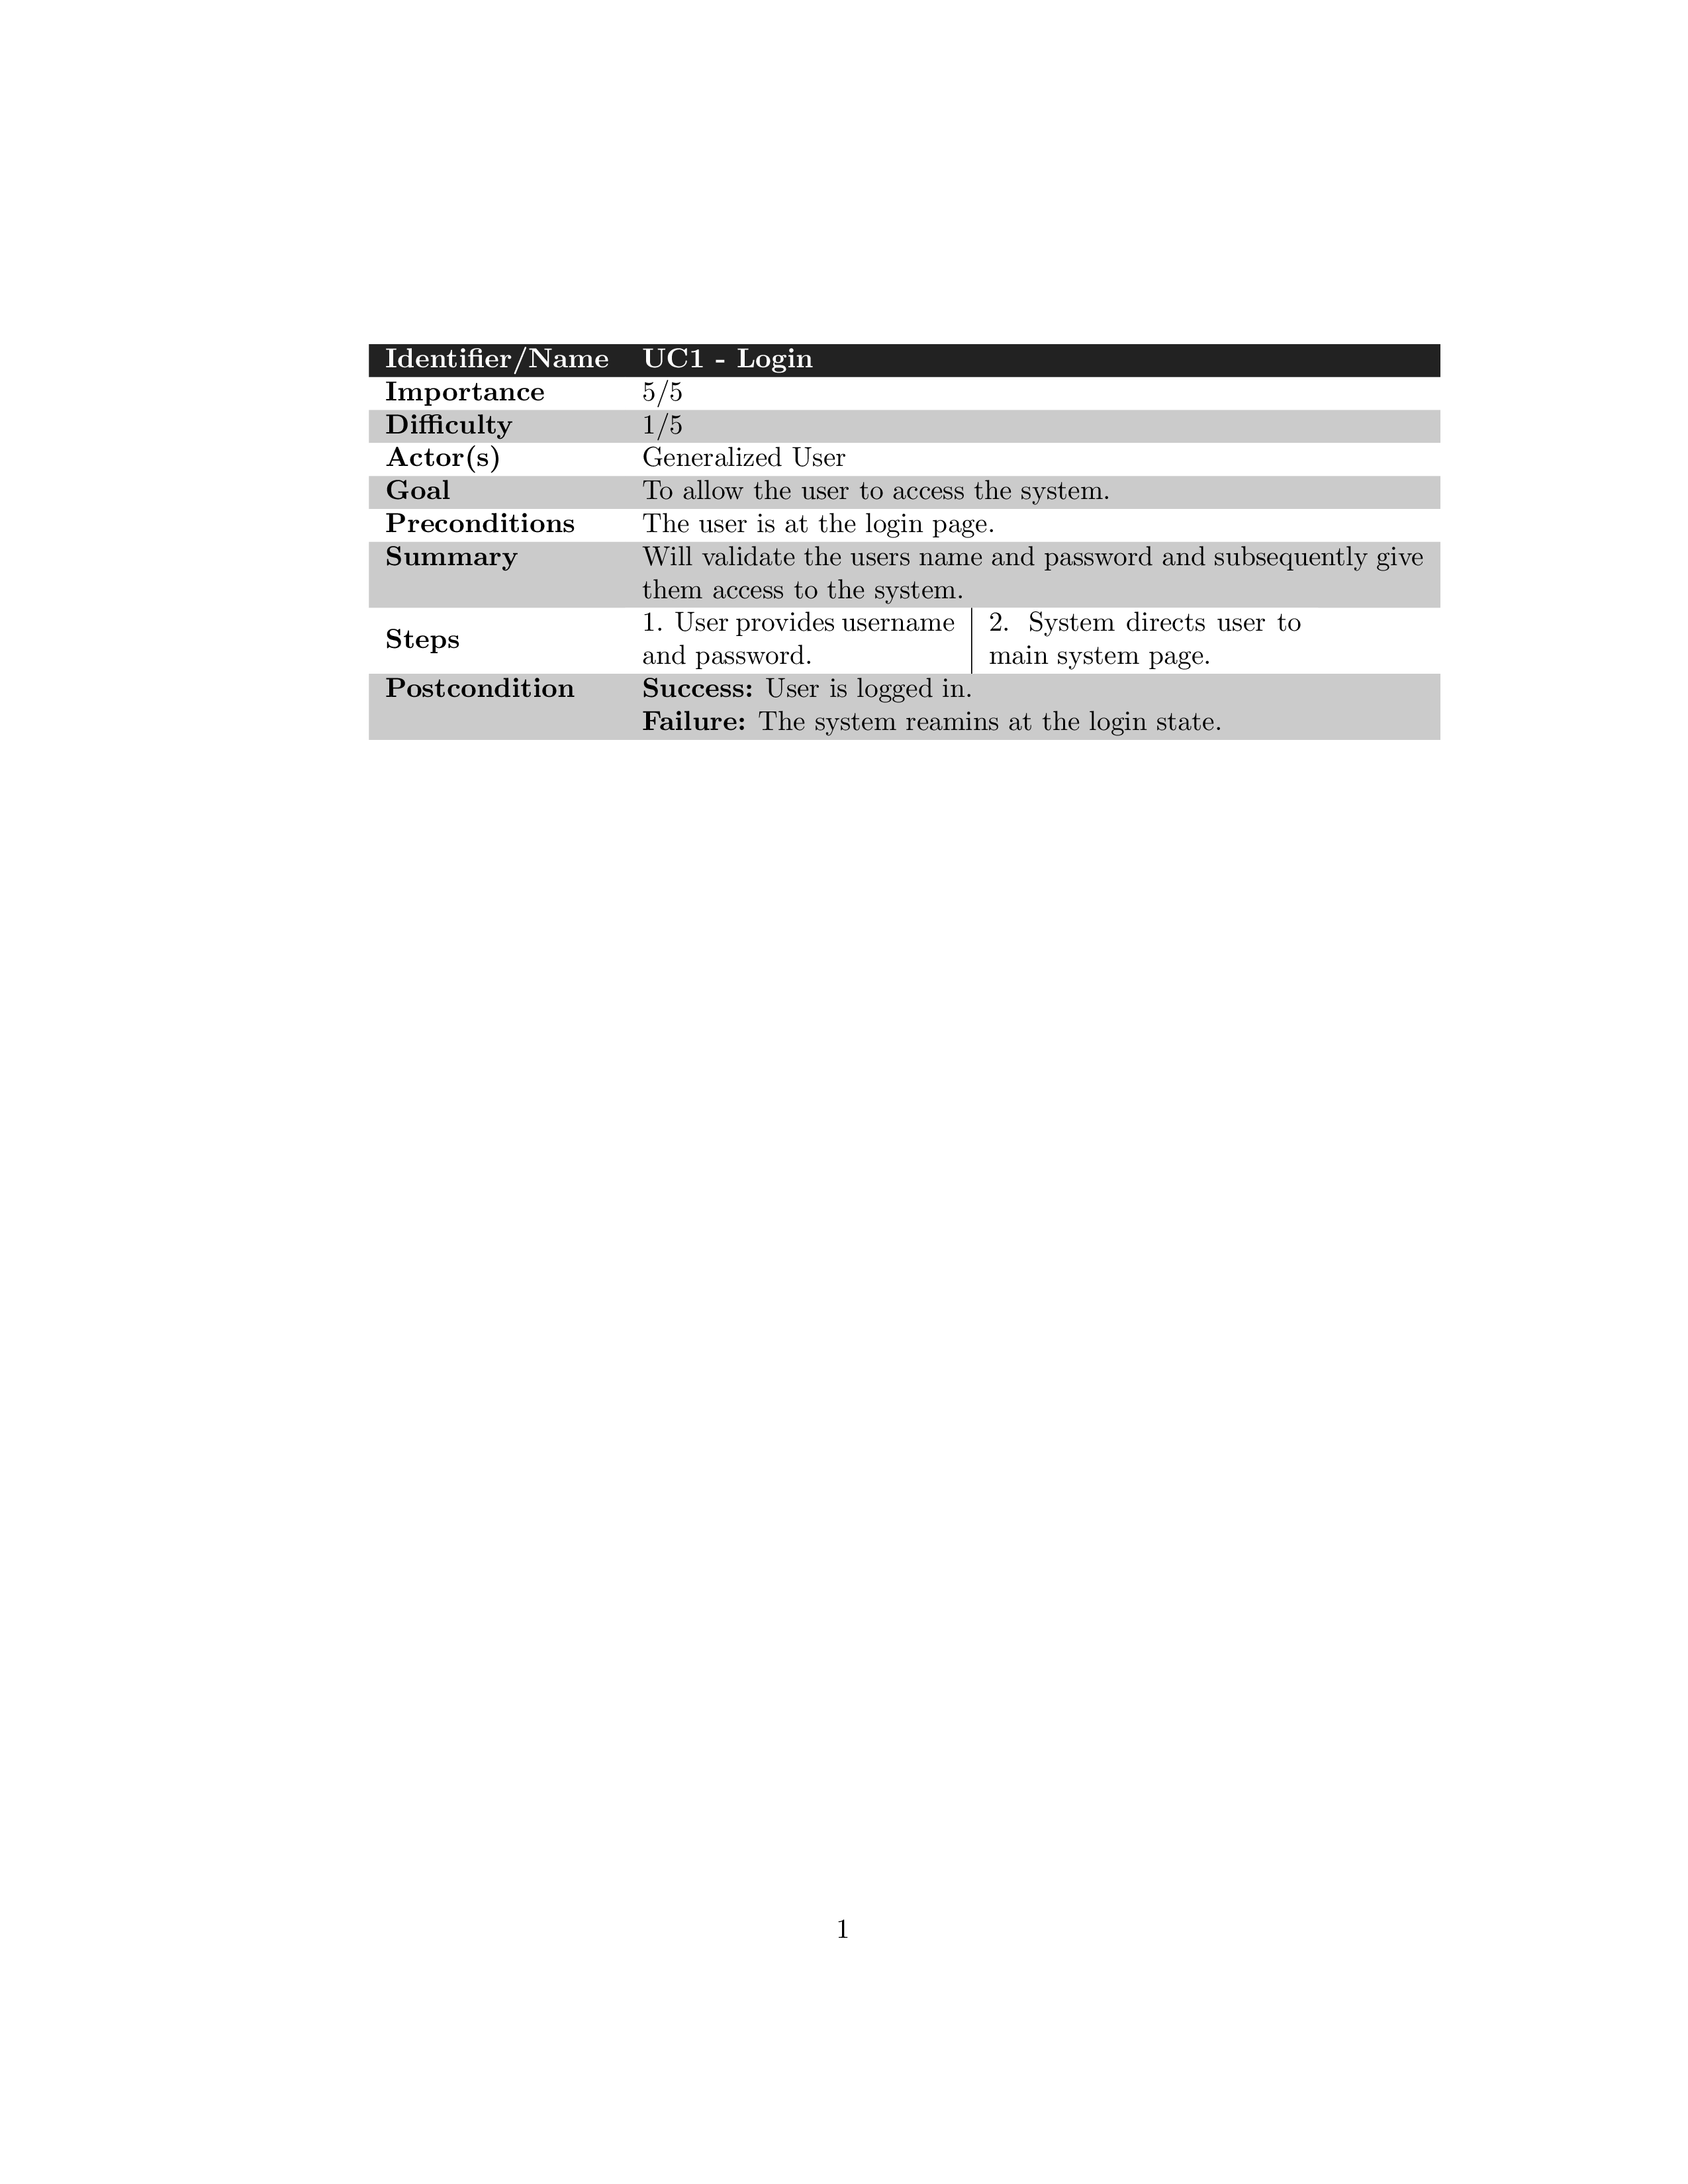 Identifier/Name UC1 - Login
Importance 5/5
Difficulty 1/5
Actor(s) Generalized User
Goal To allow the user to access the system.
Preconditions The user is at the login page.
Summary Will validate the users name and password and subsequently give
them access to the system.
Steps
1. User provides username
and password.
2. System directs user to
main system page.
Postcondition Success: User is logged in.
Failure: The system reamins at the login state.
1